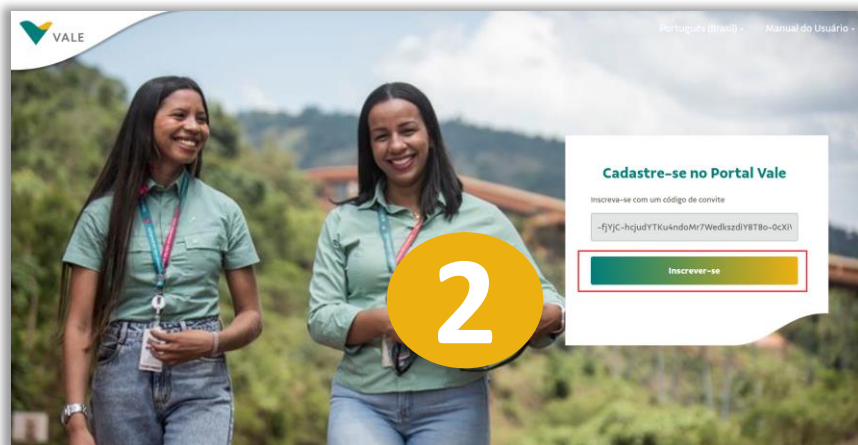 VALE
Português (Brasil)
Manual do Usuário
Cadastre-se no Portal Vale
Inscreva-se com um código de convite
-fjYjC-hcjudYTKu4ndoMr7WedkszdiY8T8o-0cXi\
Inscrever-se
2